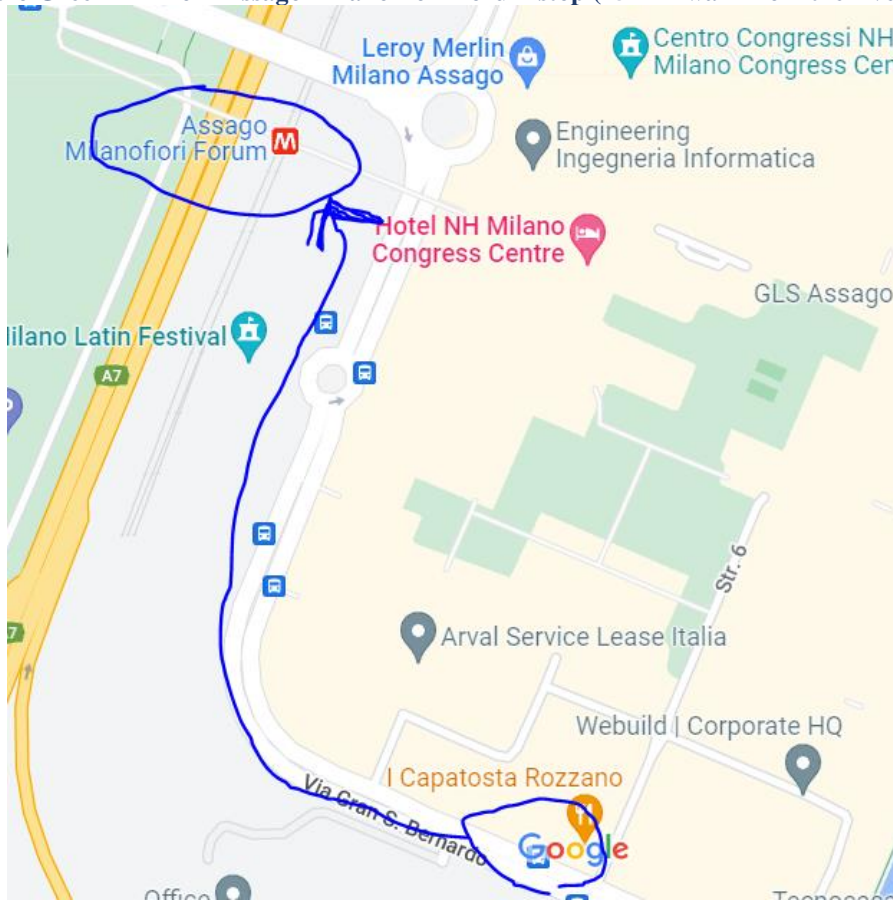 Leroy Merlin
Milano Assago
Centro Congressi NH
Milano Congress Cen
Assago
Milanofiori Forum
M
Engineering
Ingegneria Informatica
Hotel NH Milano
Congress Centre
GLS Assago
ilano Latin Festival
A7
P
Str. 6
7
Arval Service Lease Italia
Webuild | Corporate HQ
I Capatosta Rozzano
Via Gran S. Bernardo
Google
Office